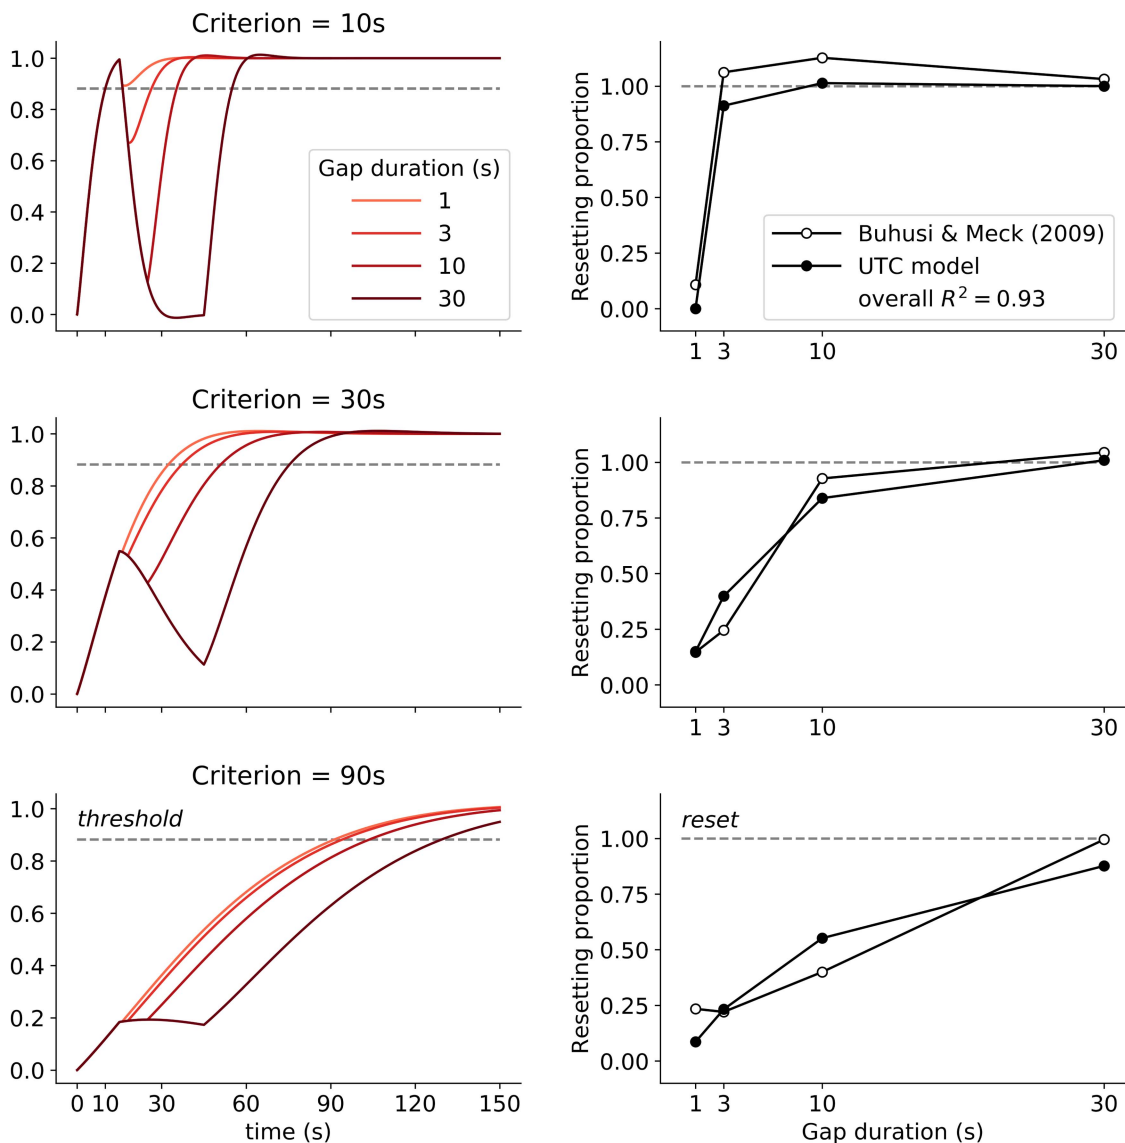 Criterion = 10s
1.0
0.8
0.6
0.4
0.2
0.0
Gap duration (s)
1
3
10
30
Resetting proportion
1.00
0.75
0.50
0.25
0.00
Buhusi & Meck (2009)
UTC model
overall R² = 0.93
1 3 10 30
Criterion = 30s
1.0
0.8
0.6
0.4
0.2
0.0
Resetting proportion
1.00
0.75
0.50
0.25
0.00
1 3 10 30
Criterion = 90s
1.0
0.8
0.6
0.4
0.2
0.0
threshold
0 10 30 60 90 120 150
time (s)
Resetting proportion
1.00
0.75
0.50
0.25
0.00
reset
1 3 10 30
Gap duration (s)